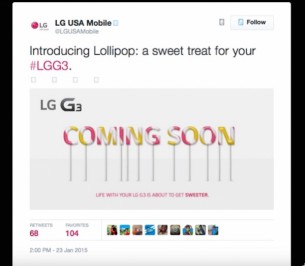 LG USA Mobile
@LGUSAMobile
Follow
Introducing Lollipop: a sweet treat for your
#LGG3.
LG G3
COMING SOON
LIFE WITH YOUR LG G3 IS ABOUT TO GET SWEETER.
RETWEETS FAVORITES
68 104
2:00 PM - 23 Jan 2015